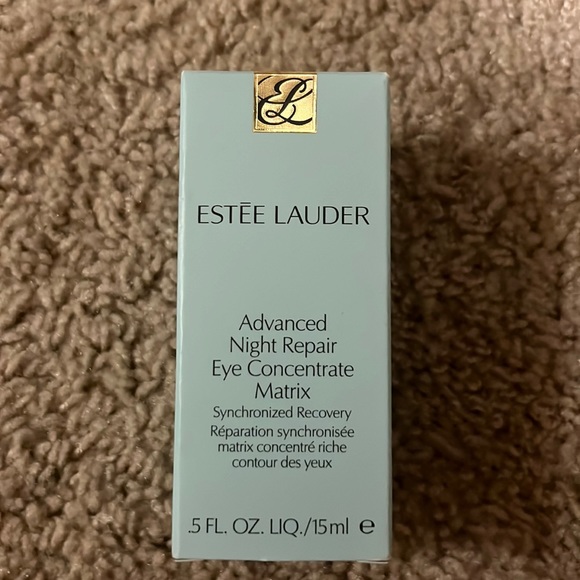 EL
ESTĒE LAUDER
Advanced
Night Repair
Eye Concentrate
Matrix
Synchronized Recovery
Réparation synchronisée
matrix concentré riche
contour des yeux
.5 FL. OZ. LIQ./15ml ℮